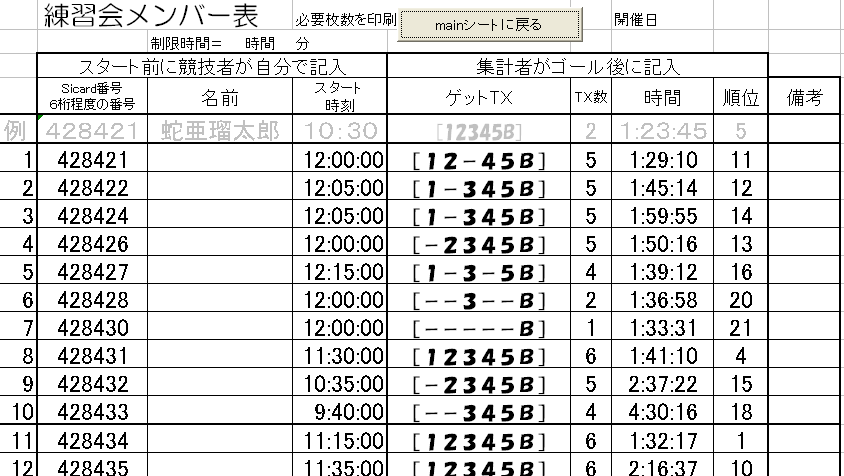 練習会メンバー表 必要枚数を印刷 mainシートに戻る 開催日
制限時間＝ 時間 分
スタート前に競技者が自分で記入 集計者がゴール後に記入
Sicard番号 6桁程度の番号 名前 スタート 時刻 ゲットTX TX数 時間 順位 備考
例 428421 蛇亜瑠太郎 10:30 [12345B] 2 1:23:45 5
1 428421 12:00:00 [12-45B] 5 1:29:10 11
2 428422 12:05:00 [1-345B] 5 1:45:14 12
3 428424 12:05:00 [1-345B] 5 1:59:55 14
4 428426 12:00:00 [-2345B] 5 1:50:16 13
5 428427 12:15:00 [1-3-5B] 4 1:39:12 16
6 428428 12:00:00 [--3--B] 2 1:36:58 20
7 428430 12:00:00 [-----B] 1 1:33:31 21
8 428431 11:30:00 [12345B] 6 1:41:10 4
9 428432 10:35:00 [-2345B] 5 2:37:22 15
10 428433 9:40:00 [--345B] 4 4:30:16 18
11 428434 11:15:00 [12345B] 6 1:32:17 1
12 428435 11:35:00 [12345B] 6 2:16:37 10